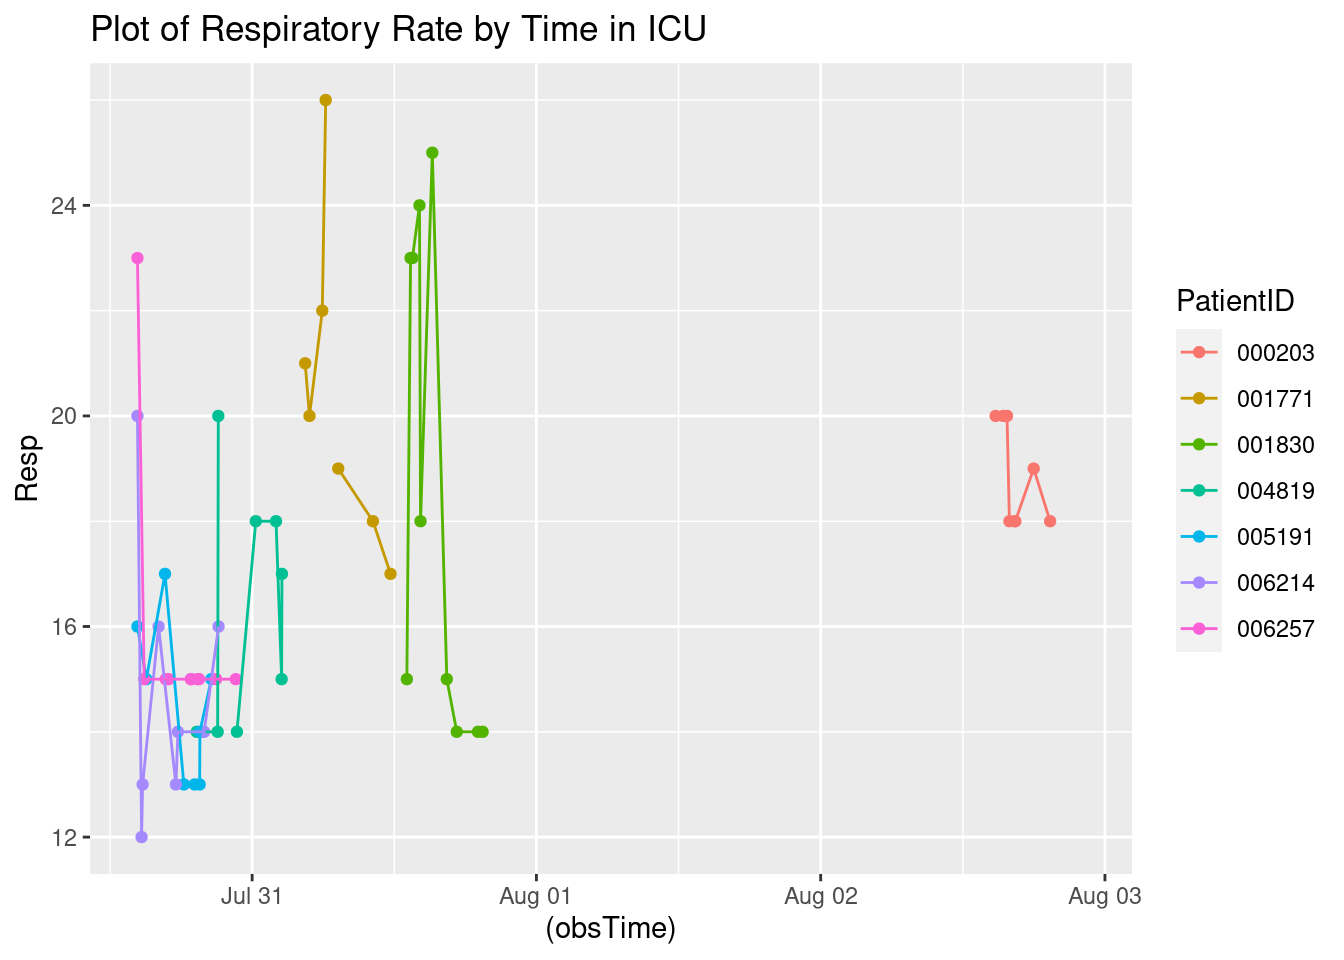 Plot of Respiratory Rate by Time in ICU
24
20
16
12
Resp
Jul 31
Aug 01
Aug 02
Aug 03
(obsTime)
PatientID
000203
001771
001830
004819
005191
006214
006257